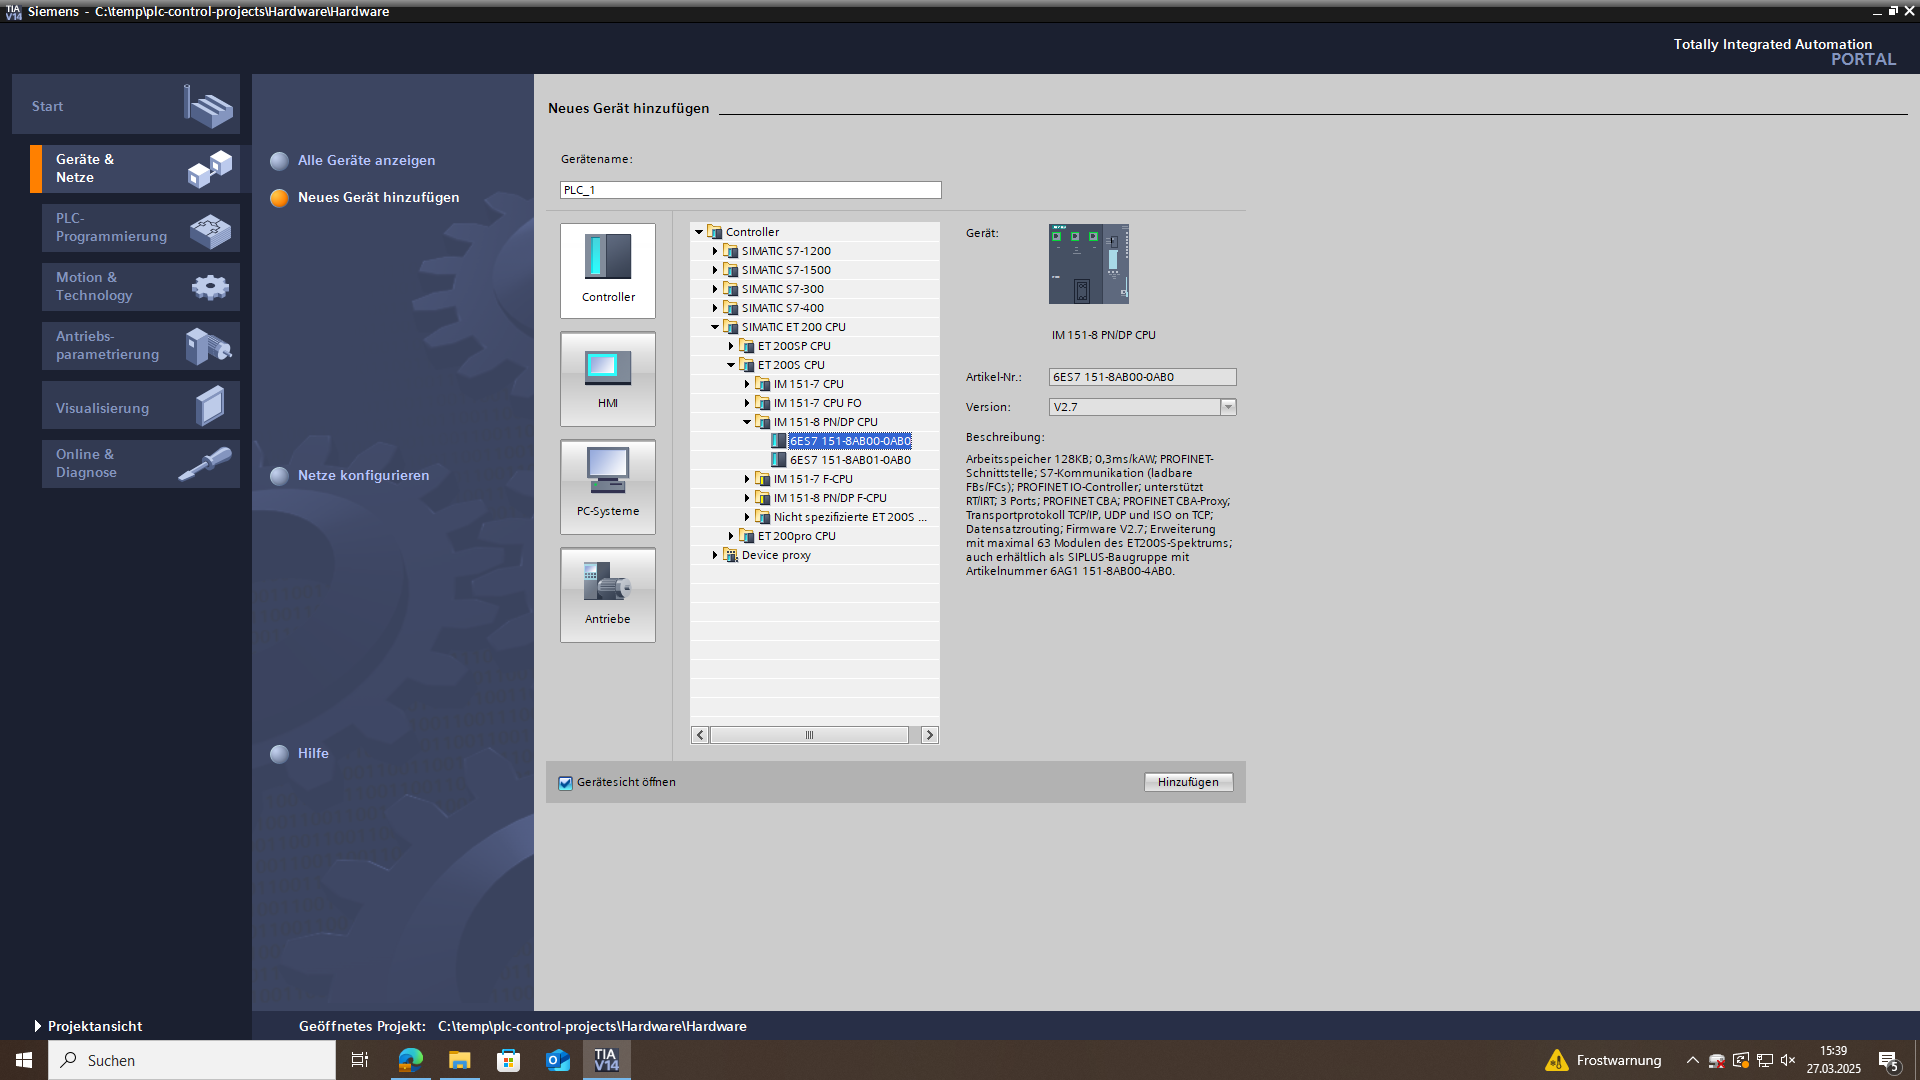 TIA V14 Siemens - C:\temp\plc-control-projects\Hardware\Hardware
Totally Integrated Automation
PORTAL
Start
Geräte &
Netze
PLC-
Programmierung
Motion &
Technology
Antriebs-
parametrierung
Visualisierung
Online &
Diagnose
Alle Geräte anzeigen
Neues Gerät hinzufügen
Netze konfigurieren
Hilfe
Neues Gerät hinzufügen
Gerätename:
PLC_1
Controller
HMI
PC-Systeme
Antriebe
Controller
SIMATIC S7-1200
SIMATIC S7-1500
SIMATIC S7-300
SIMATIC S7-400
SIMATIC ET 200 CPU
ET 200SP CPU
ET 200S CPU
IM 151-7 CPU
IM 151-7 CPU FO
IM 151-8 PN/DP CPU
6ES7 151-8AB00-0AB0
6ES7 151-8AB01-0AB0
IM 151-7 F-CPU
IM 151-8 PN/DP F-CPU
Nicht spezifizierte ET 200S ...
ET 200pro CPU
Device proxy
Gerät:
IM 151-8 PN/DP CPU
Artikel-Nr.: 6ES7 151-8AB00-0AB0
Version: V2.7
Beschreibung:
Arbeitsspeicher 128KB; 0,3ms/kAW; PROFINET-
Schnittstelle; S7-Kommunikation (ladbare
FBs/FCs); PROFINET IO-Controller; unterstützt
RT/IRT; 3 Ports; PROFINET CBA; PROFINET CBA-Proxy;
Transportprotokoll TCP/IP, UDP und ISO on TCP;
Datensatzrouting; Firmware V2.7; Erweiterung
mit maximal 63 Modulen des ET200S-Spektrums;
auch erhältlich als SIPLUS-Baugruppe mit
Artikelnummer 6AG1 151-8AB00-4AB0.
Gerätesicht öffnen
Hinzufügen
Projektansicht
Geöffnetes Projekt: C:\temp\plc-control-projects\Hardware\Hardware
Suchen
TIA
V14
Frostwarnung
15:39
27.03.2025
5